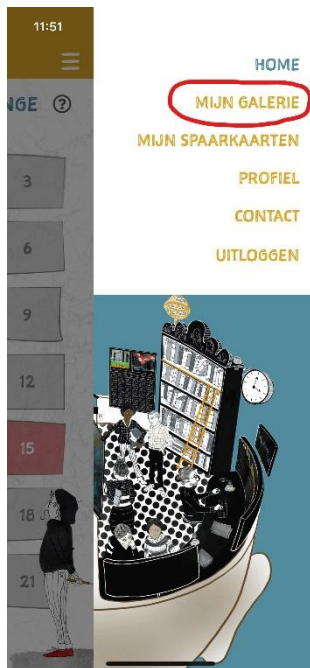 11:51
NGE ?
3
6
9
12
15
18
21
HOME
MIJN GALERIE
MIJN SPAARKAARTEN
PROFIEL
CONTACT
UITLOGGEN